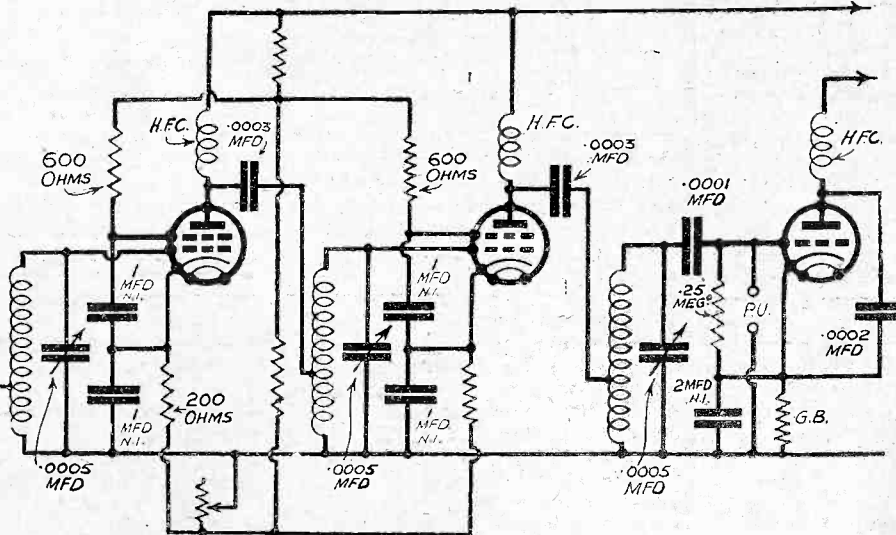 H.F.C.
.0003
MFD
600
OHMS
1
MFD
N.I.
1
MFD
N.I.
200
OHMS
.0005
MFD
H.F.C.
.0003
MFD
600
OHMS
1
MFD
N.I.
1
MFD
N.I.
.0005
MFD
.0001
MFD
.25
MEGO
P.U.
2MFD
N.I.
G.B.
.0005
MFD
H.F.C.
.0002
MFD